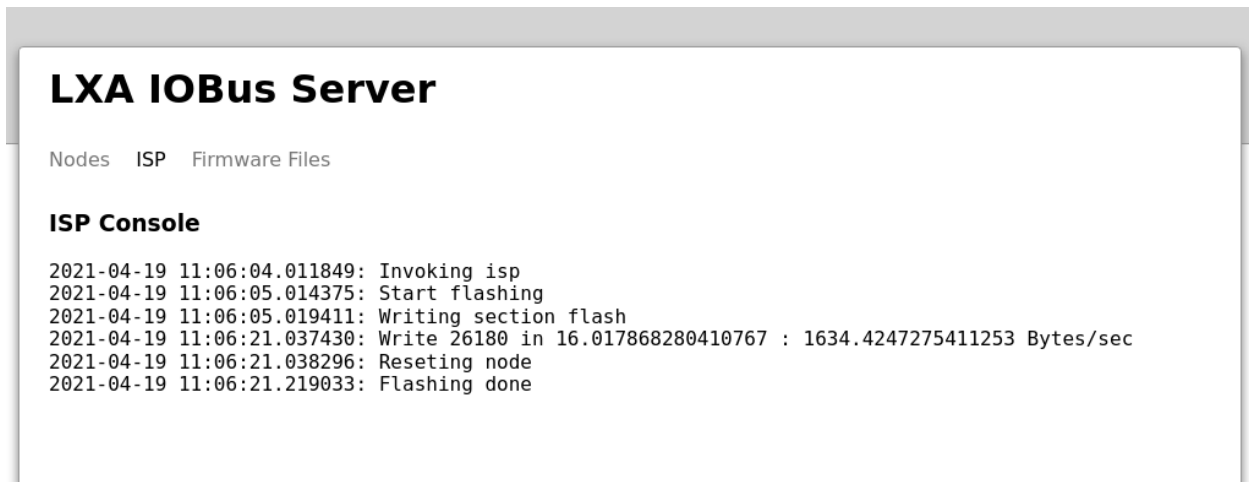 LXA IOBus Server
Nodes ISP Firmware Files
ISP Console
2021-04-19 11:06:04.011849: Invoking isp
2021-04-19 11:06:05.014375: Start flashing
2021-04-19 11:06:05.019411: Writing section flash
2021-04-19 11:06:21.037430: Write 26180 in 16.017868280410767 : 1634.4247275411253 Bytes/sec
2021-04-19 11:06:21.038296: Reseting node
2021-04-19 11:06:21.219033: Flashing done